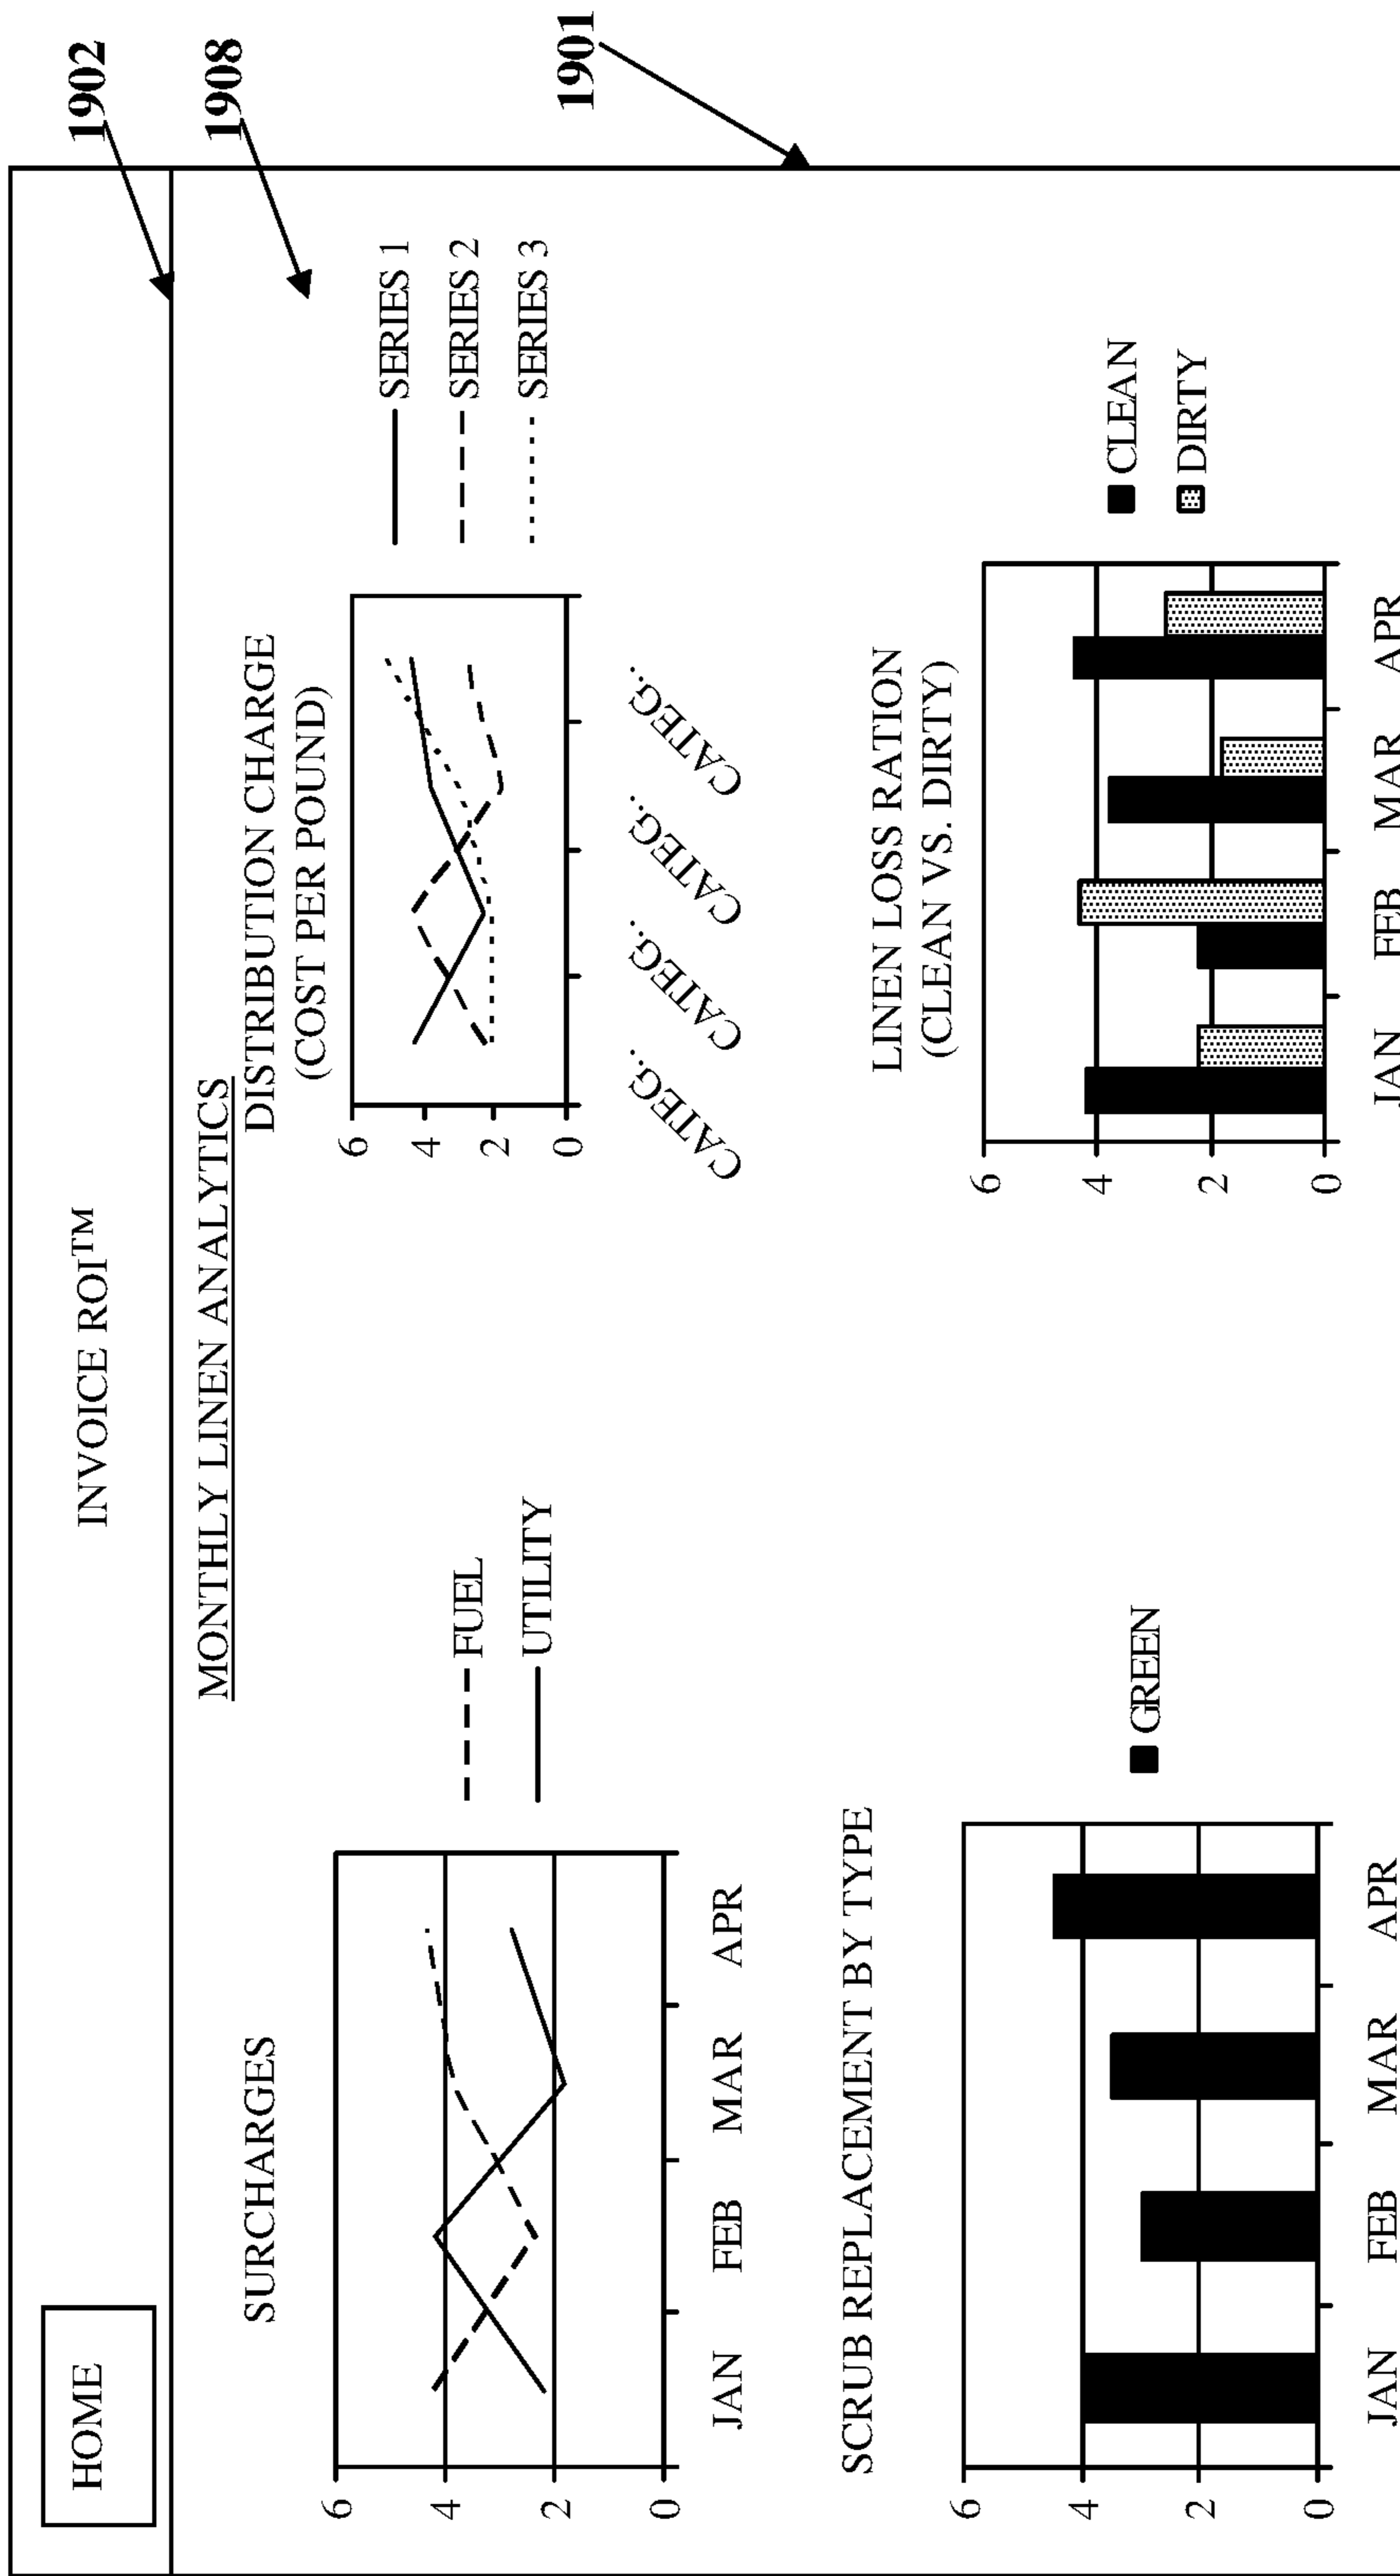 1902
1908
1901
HOME
INVOICE ROI™
MONTHLY LINEN ANALYTICS
SURCHARGES
6
4
2
0
JAN FEB MAR APR
FUEL
UTILITY
DISTRIBUTION CHARGE
(COST PER POUND)
6
4
2
0
CATEG.. CATEG.. CATEG.. CATEG..
SERIES 1
SERIES 2
SERIES 3
SCRUB REPLACEMENT BY TYPE
6
4
2
0
JAN FEB MAR APR
GREEN
LINEN LOSS RATION
(CLEAN VS. DIRTY)
6
4
2
0
JAN FEB MAR APR
CLEAN
DIRTY